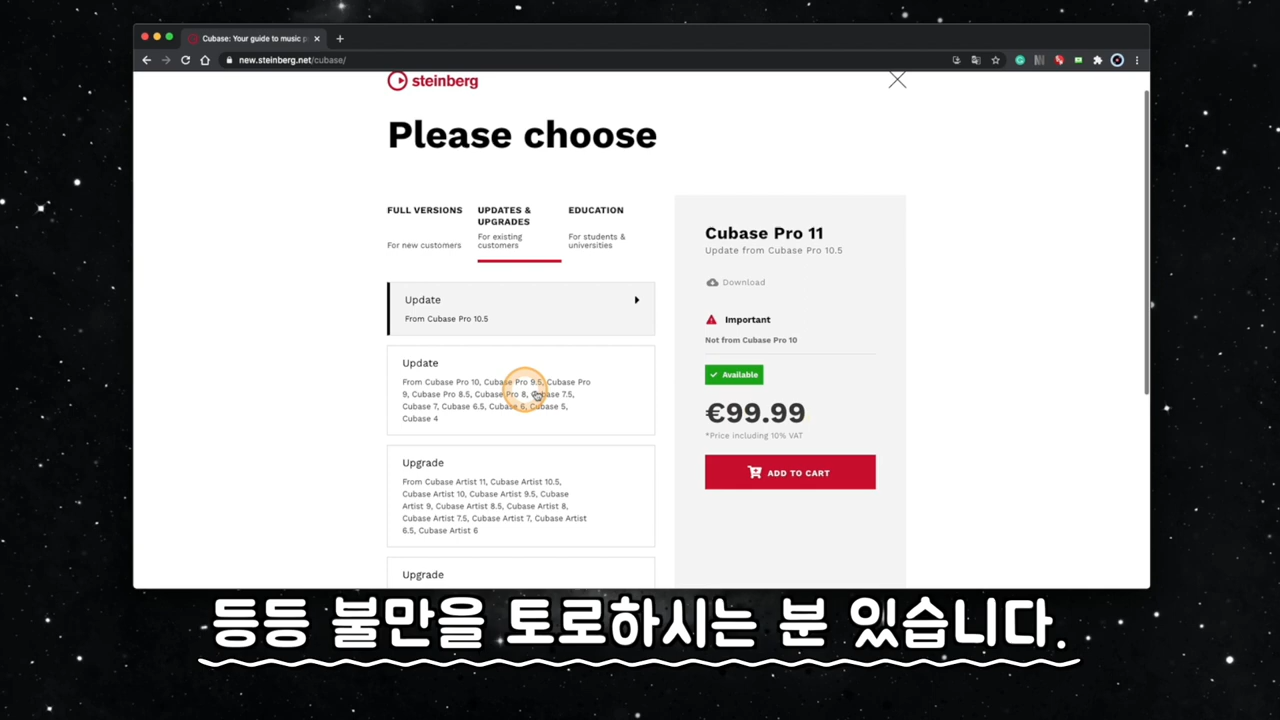 Cubase: Your guide to music p
new.steinberg.net/cubase/
steinberg
Please choose
FULL VERSIONS
For new customers
UPDATES &
UPGRADES
For existing
customers
EDUCATION
For students &
universities
Update
From Cubase Pro 10.5
Update
From Cubase Pro 10, Cubase Pro 9.5, Cubase Pro
9, Cubase Pro 8.5, Cubase Pro 8, Cubase 7.5,
Cubase 7, Cubase 6.5, Cubase 6, Cubase 5,
Cubase 4
Upgrade
From Cubase Artist 11, Cubase Artist 10.5,
Cubase Artist 10, Cubase Artist 9.5, Cubase
Artist 9, Cubase Artist 8.5, Cubase Artist 8,
Cubase Artist 7.5, Cubase Artist 7, Cubase Artist
6.5, Cubase Artist 6
Upgrade
Cubase Pro 11
Update from Cubase Pro 10.5
Download
Important
Not from Cubase Pro 10
Available
€99.99
*Price including 10% VAT
ADD TO CART
등등 불만을 토로하시는 분 있습니다.